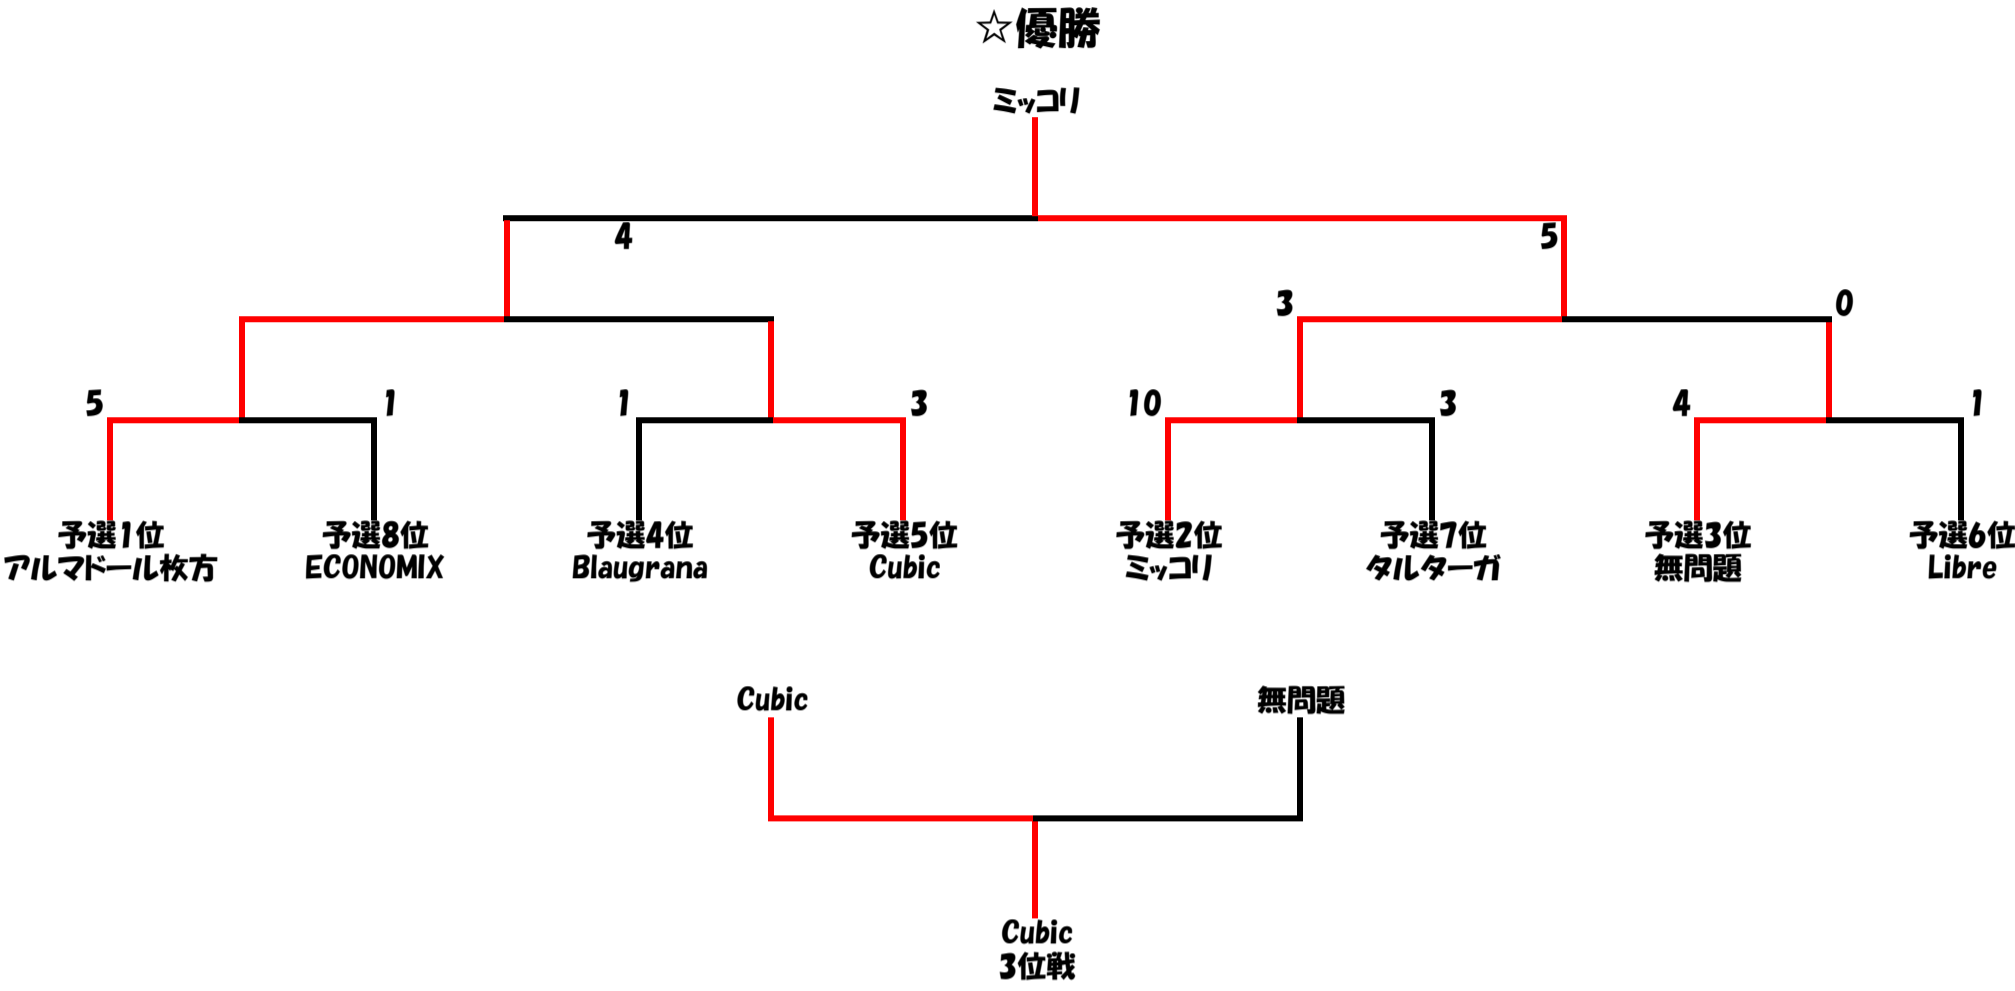 ☆優勝
ミッコリ
4
5
3
0
5
1
1
3
10
3
4
1
予選1位
アルマドール枚方
予選8位
ECONOMIX
予選4位
Blaugrana
予選5位
Cubic
予選2位
ミッコリ
予選7位
タルターガ
予選3位
無問題
予選6位
Libre
Cubic
無問題
Cubic
3位戦